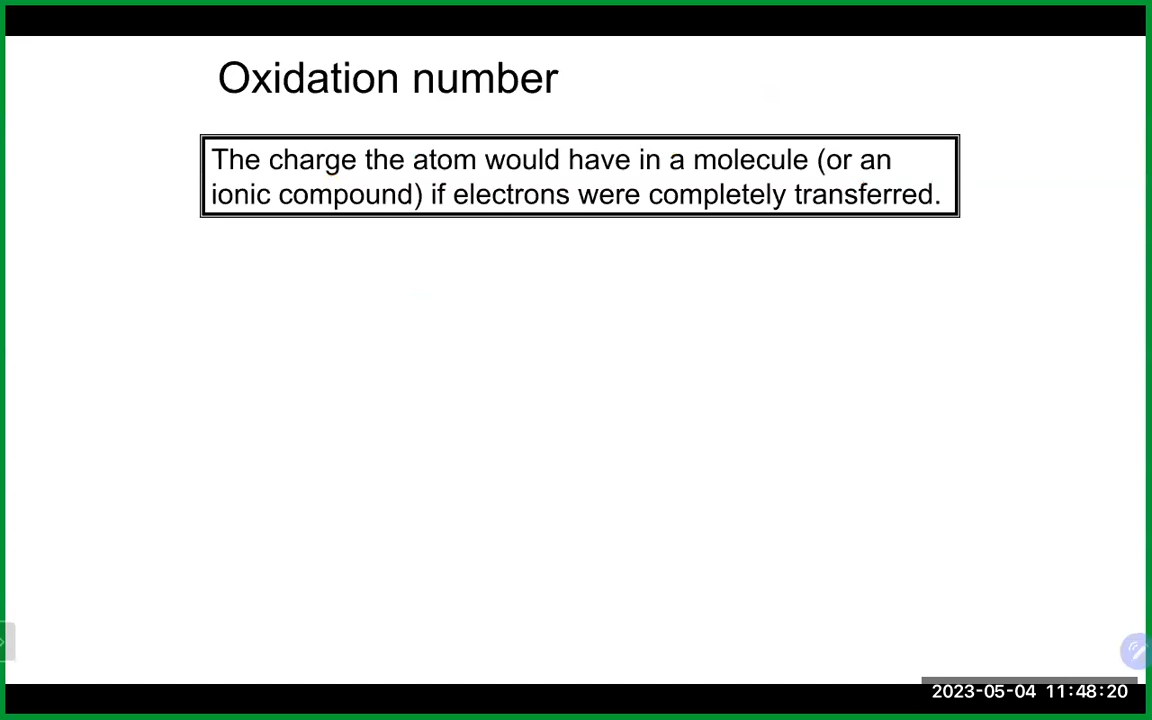 Oxidation number
The charge the atom would have in a molecule (or an
ionic compound) if electrons were completely transferred.
2023-05-04 11:48:20